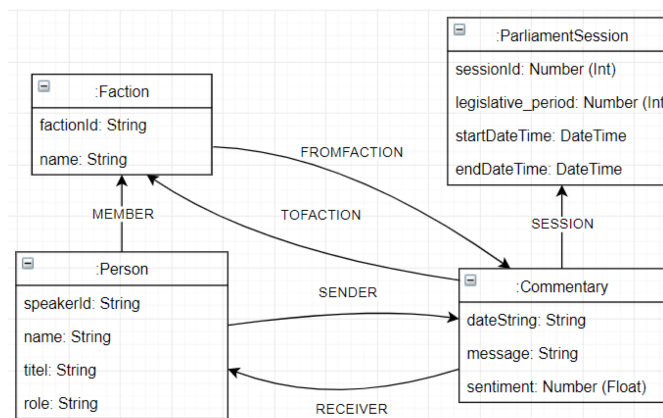 :ParliamentSession
sessionId: Number (Int)
legislative_period: Number (Int
startDateTime: DateTime
endDateTime: DateTime
:Faction
factionId: String
name: String
FROMFACTION
TOFACTION
MEMBER
SESSION
:Person
speakerId: String
name: String
titel: String
role: String
SENDER
RECEIVER
:Commentary
dateString: String
message: String
sentiment: Number (Float)